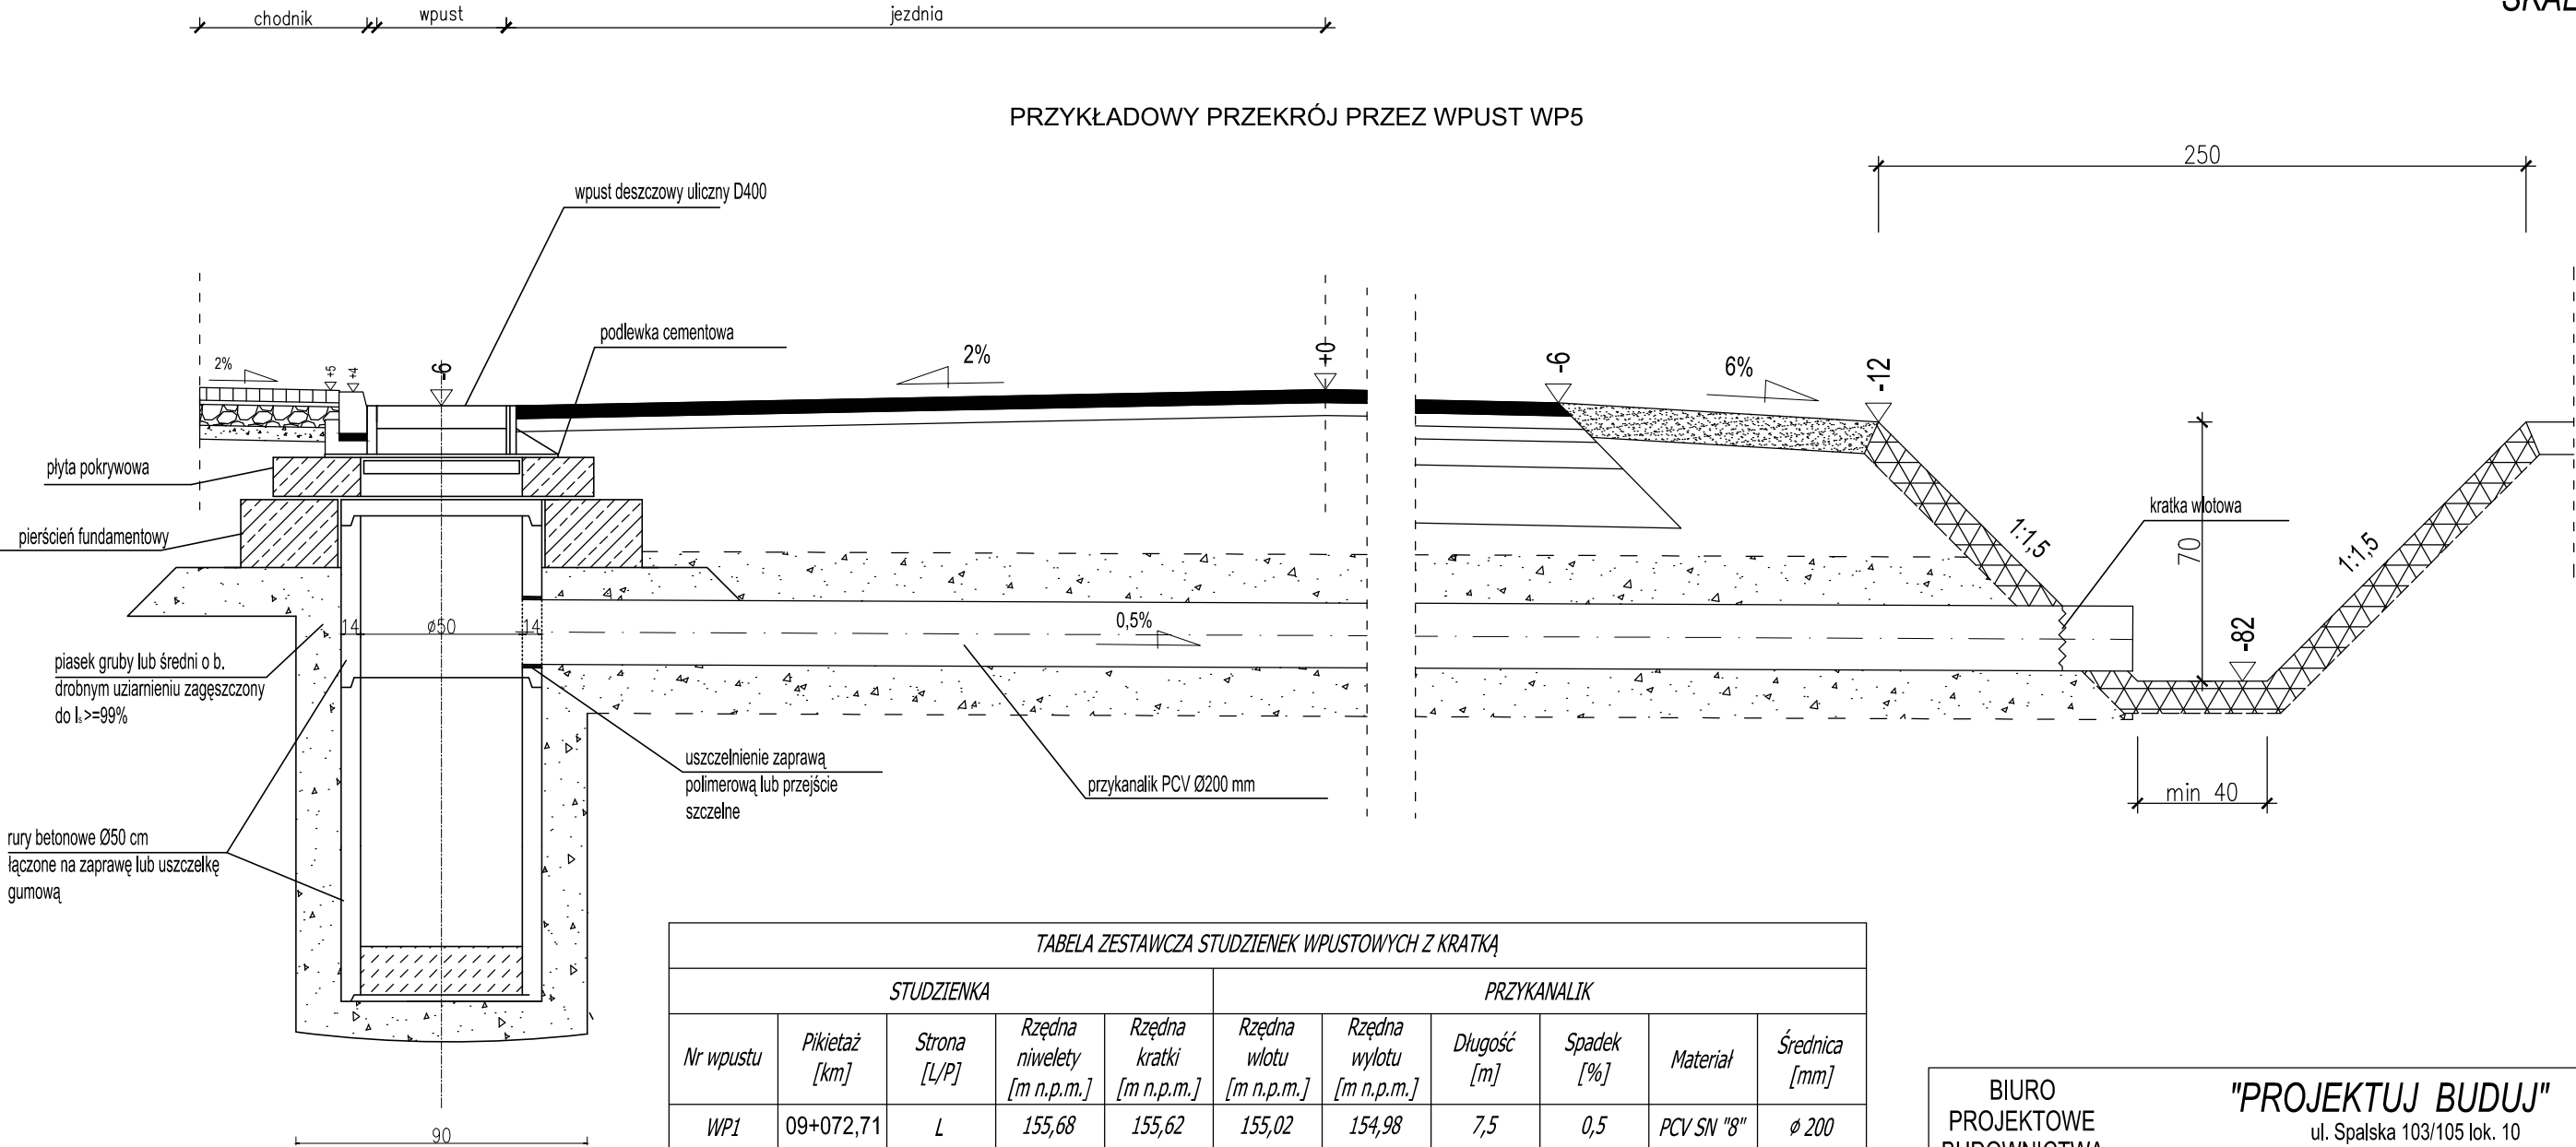 chodnik
wpust
jezdnia
PRZYKŁADOWY PRZEKRÓJ PRZEZ WPUST WP5
250
wpust deszczowy uliczny D400
podlewka cementowa
2%
+5
+4
-6
2%
+0
-6
6%
-12
płyta pokrywowa
pierścień fundamentowy
kratka wlotowa
1:1,5
70
1:1,5
14
ø50
14
0,5%
-82
piasek gruby lub średni o b.
drobnym uziarnieniu zagęszczony
do Is>=99%
uszczelnienie zaprawą
polimerową lub przejście
szczelne
przykanalik PCV Ø200 mm
min 40
rury betonowe Ø50 cm
łączone na zaprawę lub uszczelkę
gumową
90
TABELA ZESTAWCZA STUDZIENEK WPUSTOWYCH Z KRATKĄ
STUDZIENKA
PRZYKANALIK
Nr wpustu
Pikietaż
[km]
Strona
[L/P]
Rzędna
niwelety
[m n.p.m.]
Rzędna
kratki
[m n.p.m.]
Rzędna
wlotu
[m n.p.m.]
Rzędna
wylotu
[m n.p.m.]
Długość
[m]
Spadek
[%]
Materiał
Średnica
[mm]
WP1 09+072,71 L 155,68 155,62 155,02 154,98 7,5 0,5 PCV SN "8" ø 200
BIURO
PROJEKTOWE
"PROJEKTUJ BUDUJ"
ul. Spalska 103/105 lok. 10